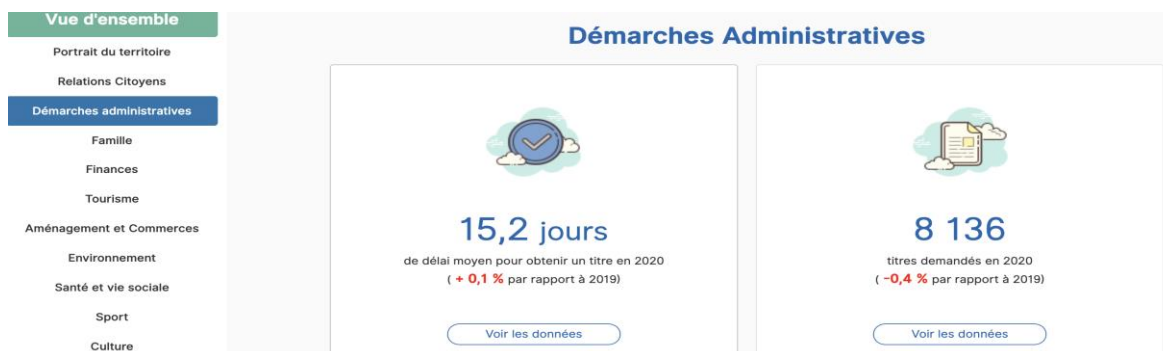 Vue d'ensemble
Portrait du territoire
Relations Citoyens
Démarches administratives
Famille
Finances
Tourisme
Aménagement et Commerces
Environnement
Santé et vie sociale
Sport
Culture
Démarches Administratives
15,2 jours
de délai moyen pour obtenir un titre en 2020
( + 0,1 % par rapport à 2019)
Voir les données
8 136
titres demandés en 2020
( -0,4 % par rapport à 2019)
Voir les données